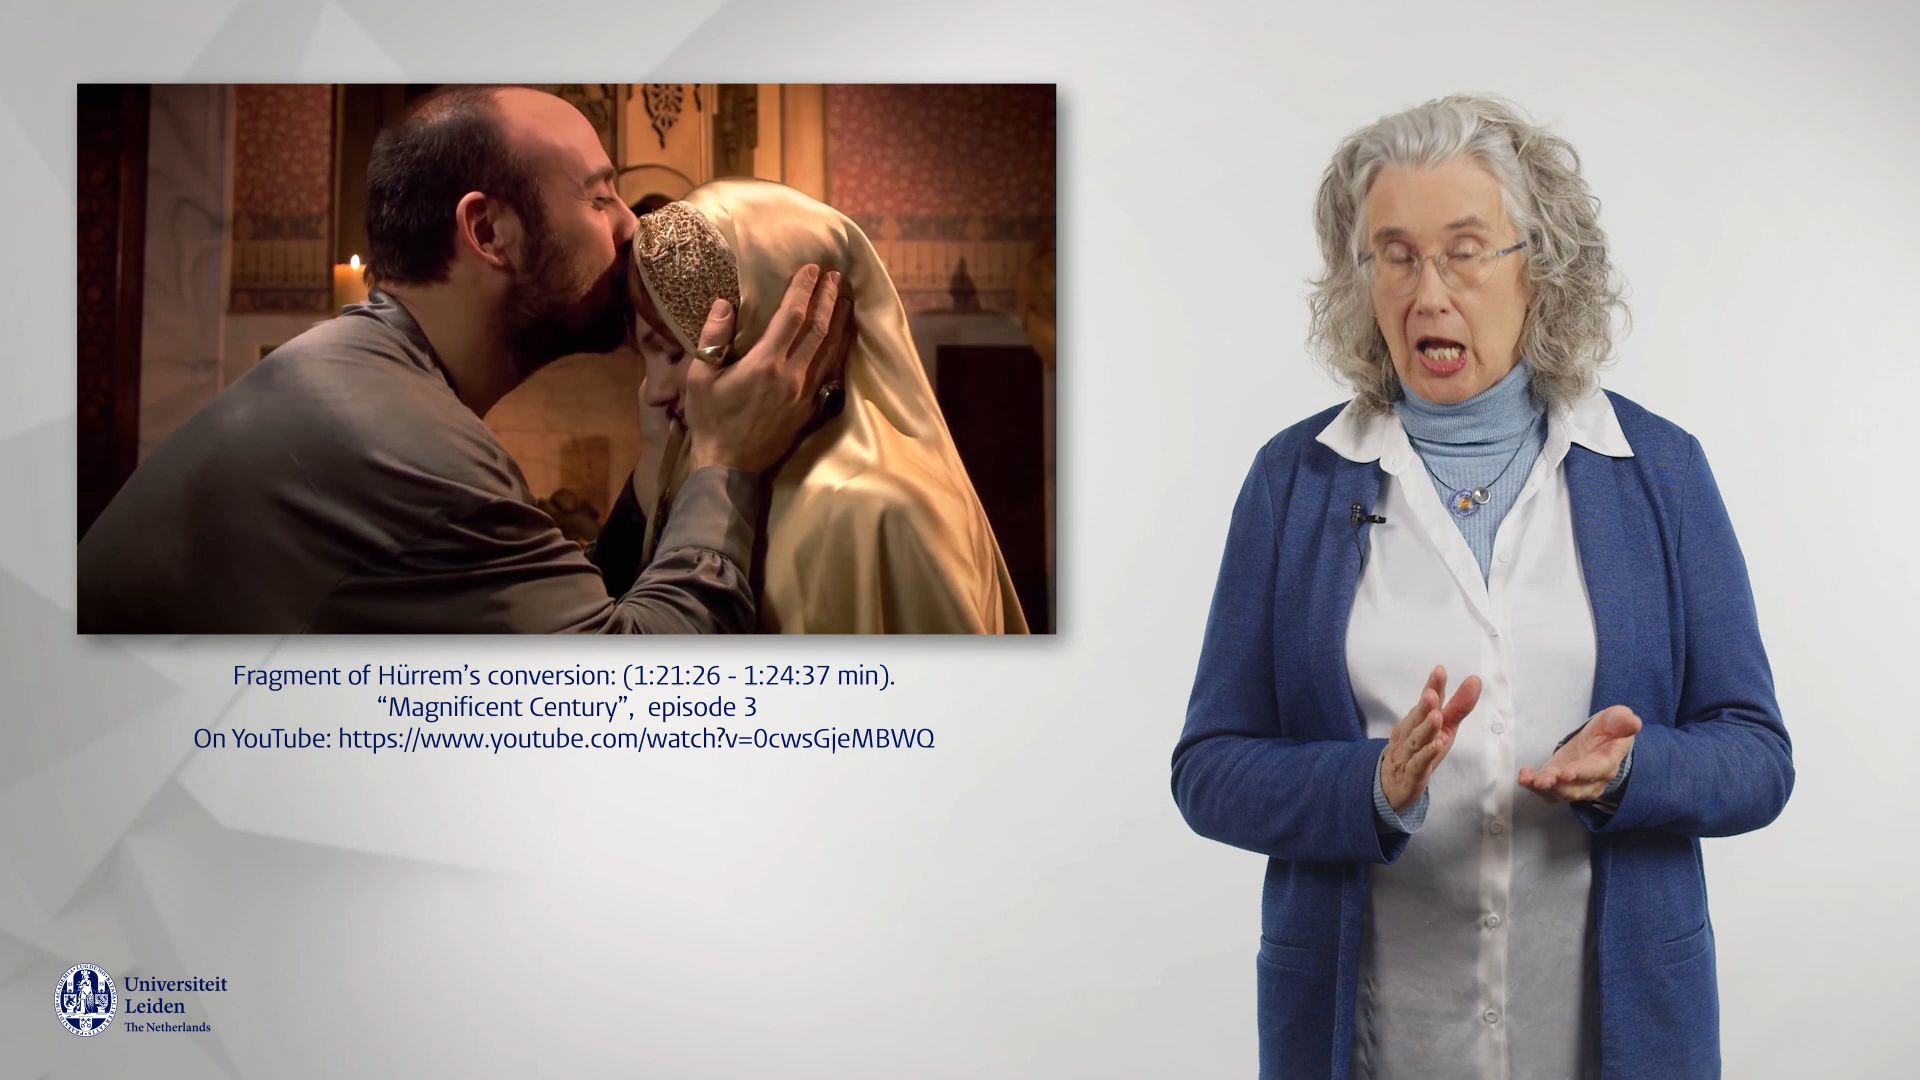 Fragment of Hürrem’s conversion: (1:21:26 - 1:24:37 min).
“Magnificent Century”, episode 3
On YouTube: https://www.youtube.com/watch?v=0cwsGjeMBWQ
Universiteit
Leiden
The Netherlands